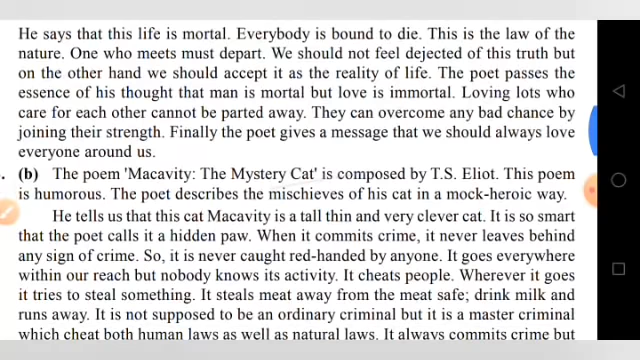 He says that this life is mortal. Everybody is bound to die. This is the law of the
nature. One who meets must depart. We should not feel dejected of this truth but
on the other hand we should accept it as the reality of life. The poet passes the
essence of his thought that man is mortal but love is immortal. Loving lots who
care for each other cannot be parted away. They can overcome any bad chance by
joining their strength. Finally the poet gives a message that we should always love
everyone around us.
(b) The poem 'Macavity: The Mystery Cat' is composed by T.S. Eliot. This poem
is humorous. The poet describes the mischieves of his cat in a mock-heroic way.
He tells us that this cat Macavity is a tall thin and very clever cat. It is so smart
that the poet calls it a hidden paw. When it commits crime, it never leaves behind
any sign of crime. So, it is never caught red-handed by anyone. It goes everywhere
within our reach but nobody knows its activity. It cheats people. Wherever it goes
it tries to steal something. It steals meat away from the meat safe; drink milk and
runs away. It is not supposed to be an ordinary criminal but it is a master criminal
which cheat both human laws as well as natural laws. It always commits crime but